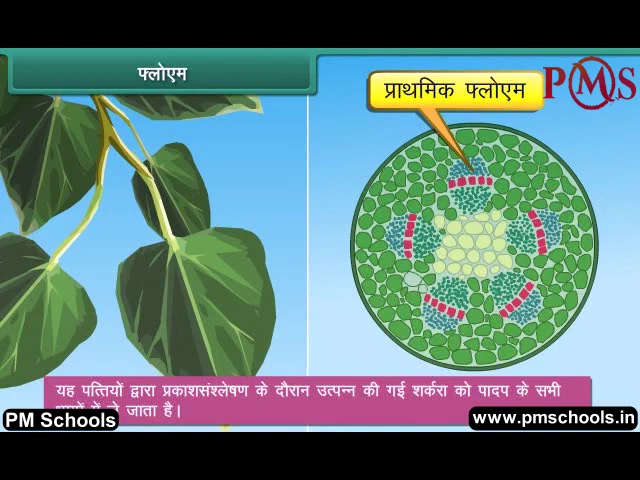 फ्लोएम
प्राथमिक फ्लोएम
PMS
यह पत्तियों द्वारा प्रकाशसंश्लेषण के दौरान उत्पन्न की गई शर्करा को पादप के सभी
जाता है।
PM Schools
www.pmschools.in